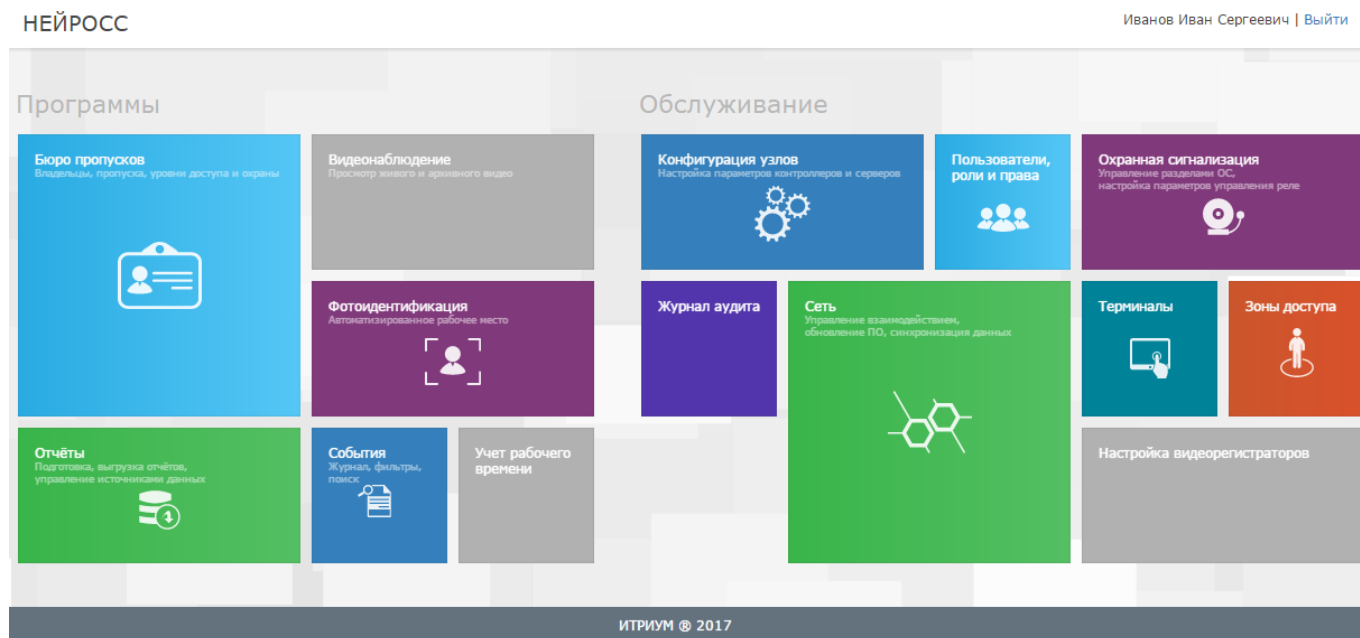 НЕЙРОСС
Иванов Иван Сергеевич | Выйти
Программы
Бюро пропусков
Владельцы, пропуска, уровни доступа и охраны
Видеонаблюдение
Просмотр живого и архивного видео
Фотоидентификация
Автоматизированное рабочее место
Отчёты
Подготовка, выгрузка отчётов,
управление источниками данных
События
Журнал, фильтры,
поиск
Учет рабочего
времени
Обслуживание
Конфигурация узлов
Настройка параметров контроллеров и серверов
Пользователи,
роли и права
Охранная сигнализация
Управление разделами ОС,
настройка параметров управления реле
Журнал аудита
Сеть
Управление взаимодействием,
обновление ПО, синхронизация данных
Терминалы
Зоны доступа
Настройка видеорегистраторов
ИТРИУМ ® 2017